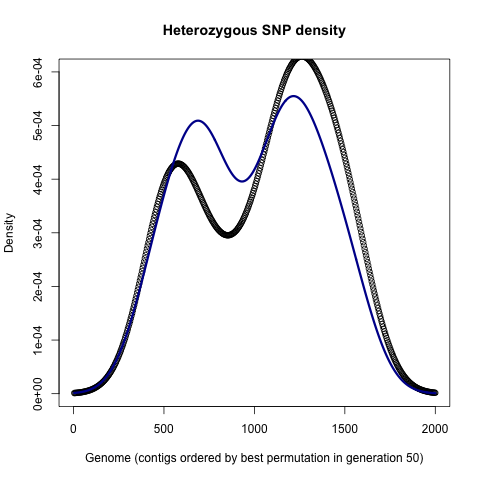 Heterozygous SNP density
Density
6e-04
5e-04
4e-04
3e-04
2e-04
1e-04
0e+00
0 500 1000 1500 2000
Genome (contigs ordered by best permutation in generation 50)